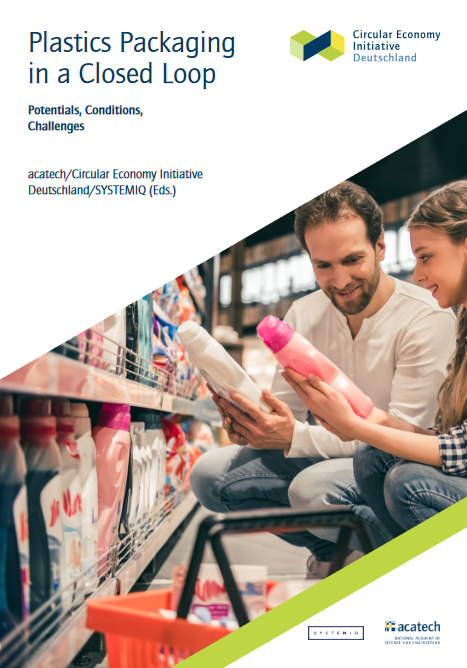 Plastics Packaging
in a Closed Loop
Circular Economy
Initiative
Deutschland
Potentials, Conditions,
Challenges
acatech/Circular Economy Initiative
Deutschland/SYSTEMIQ (Eds.)
SYSTEMIQ
acatech
NATIONAL ACADEMY OF
SCIENCE AND ENGINEERING